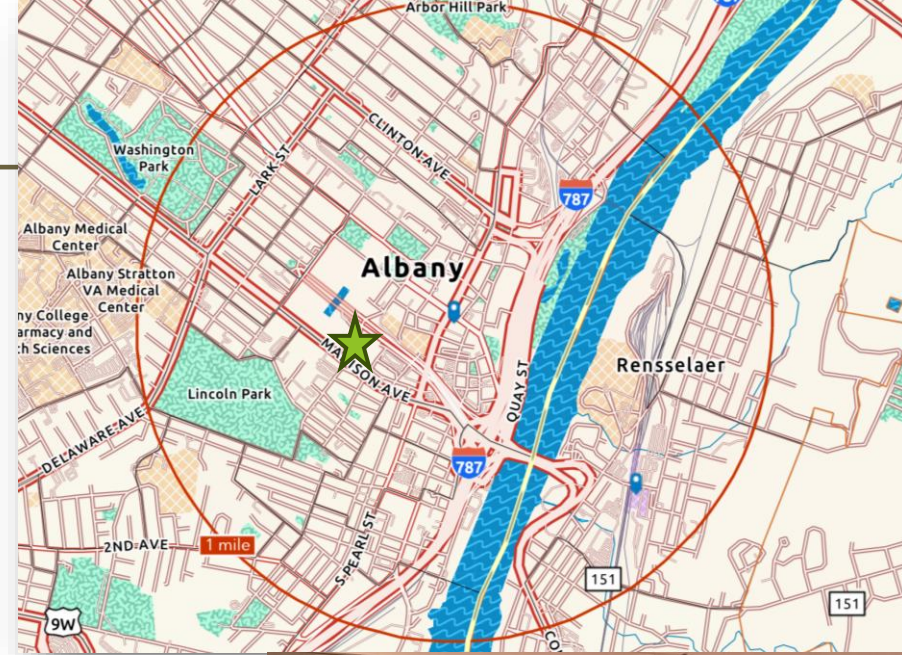 Arbor Hill Park
CLINTON AVE
Washington
Park
LARK ST
787
Albany Medical
Center
Albany
Albany Stratton
VA Medical
Center
ny College
armacy and
th Sciences
MADISON AVE
QUAY ST
Rensselaer
Lincoln Park
DELAWARE AVE
787
2ND AVE
1 mile
S.PEARL ST
151
151
9W
CO